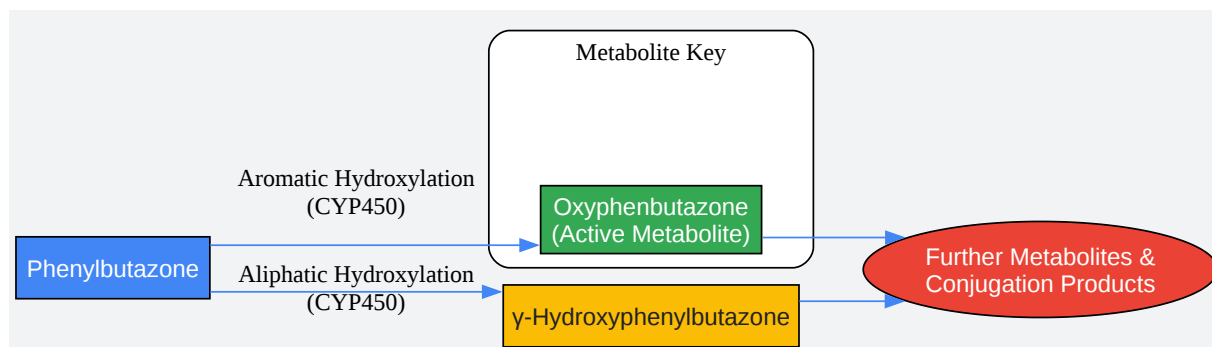 Metabolite Key
Aromatic Hydroxylation
(CYP450)
Oxyphenbutazone
(Active Metabolite)
Phenylbutazone
Aliphatic Hydroxylation
(CYP450)
γ-Hydroxyphenylbutazone
Further Metabolites &
Conjugation Products